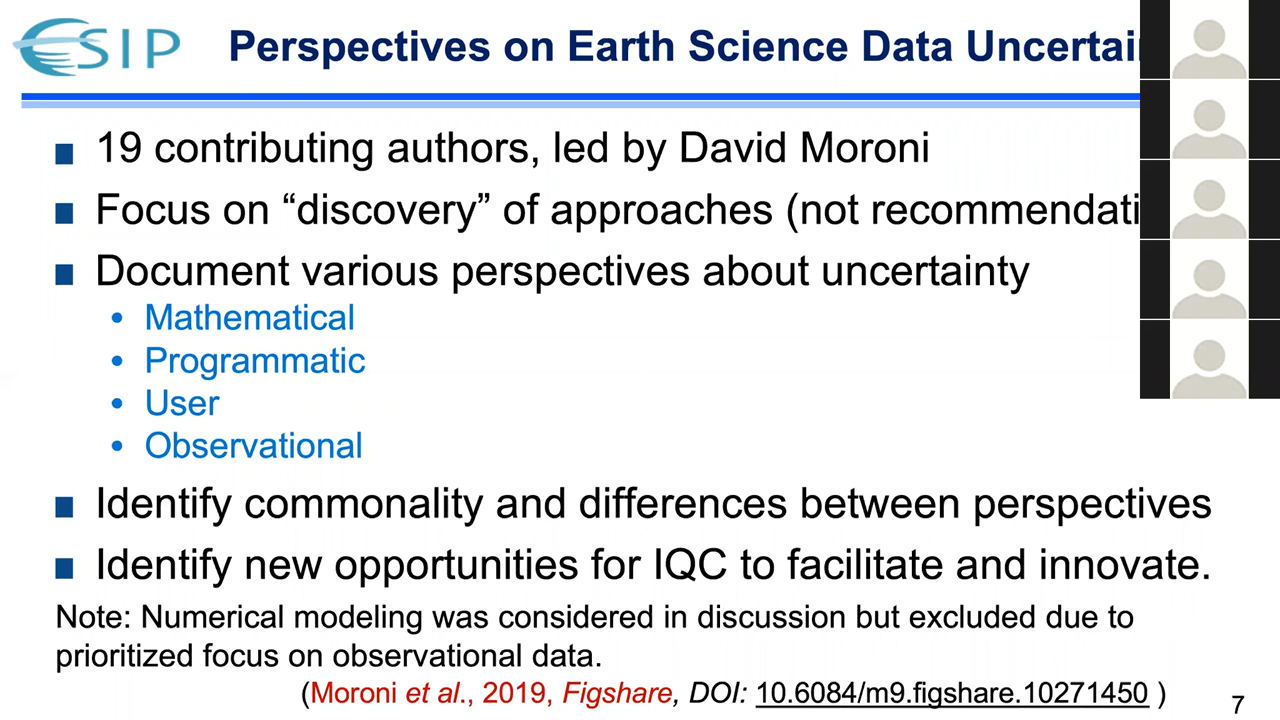 ESIP
Perspectives on Earth Science Data
19 contributing authors, led by David Moroni
Focus on “discovery” of approaches (not
Document various perspectives about uncertainty
Mathematical
Programmatic
User
Observational
Identify commonality and differences between perspectives
Identify new opportunities for IQC to facilitate and innovate.
Note: Numerical modeling was considered in discussion but excluded due to
prioritized focus on observational data.
(Moroni et al., 2019, Figshare, DOI: 10.6084/m9.figshare.10271450 )
7